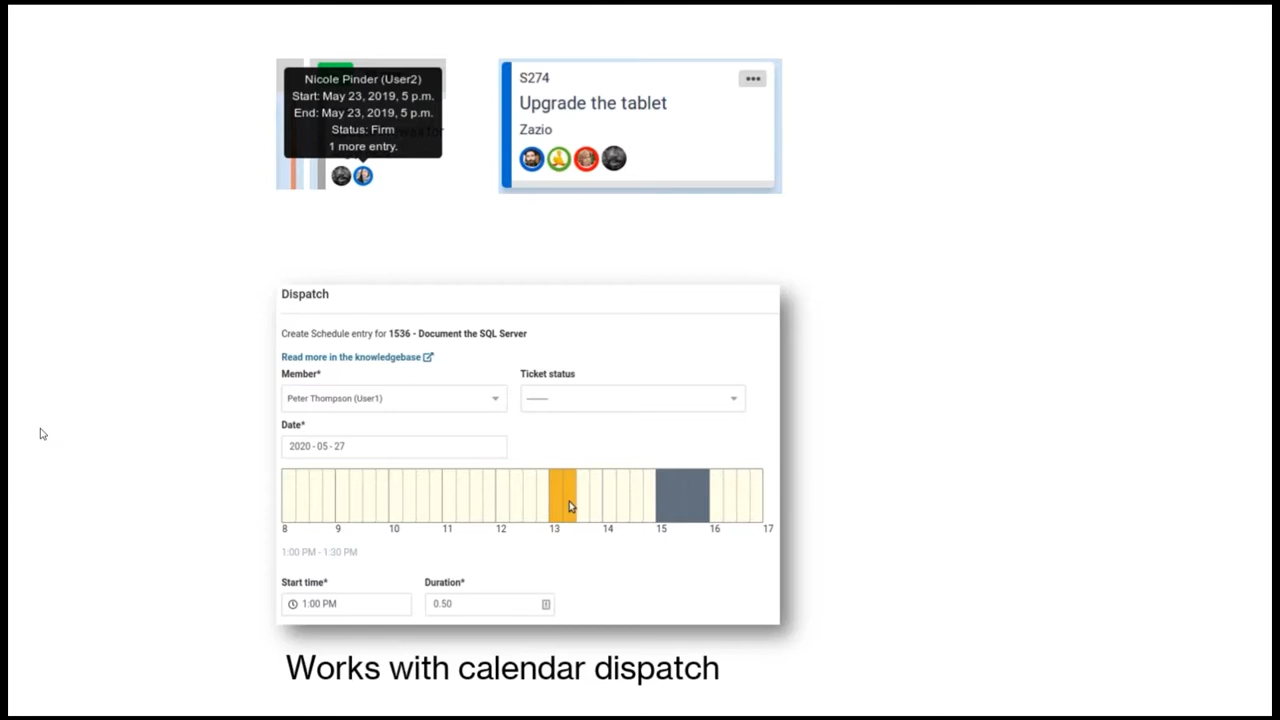 Nicole Pinder (User2)
Start: May 23, 2019, 5 p.m.
End: May 23, 2019, 5 p.m.
Status: Firm
1 more entry.
S274
Upgrade the tablet
Zazio
Dispatch
Create Schedule entry for 1536 - Document the SQL Server
Read more in the knowledgebase
Member* Ticket status
Peter Thompson (User1) -----
Date*
2020-05-27
8 9 10 11 12 13 14 15 16 17
1:00 PM - 1:30 PM
Start time* Duration*
1:00 PM 0.50
Works with calendar dispatch